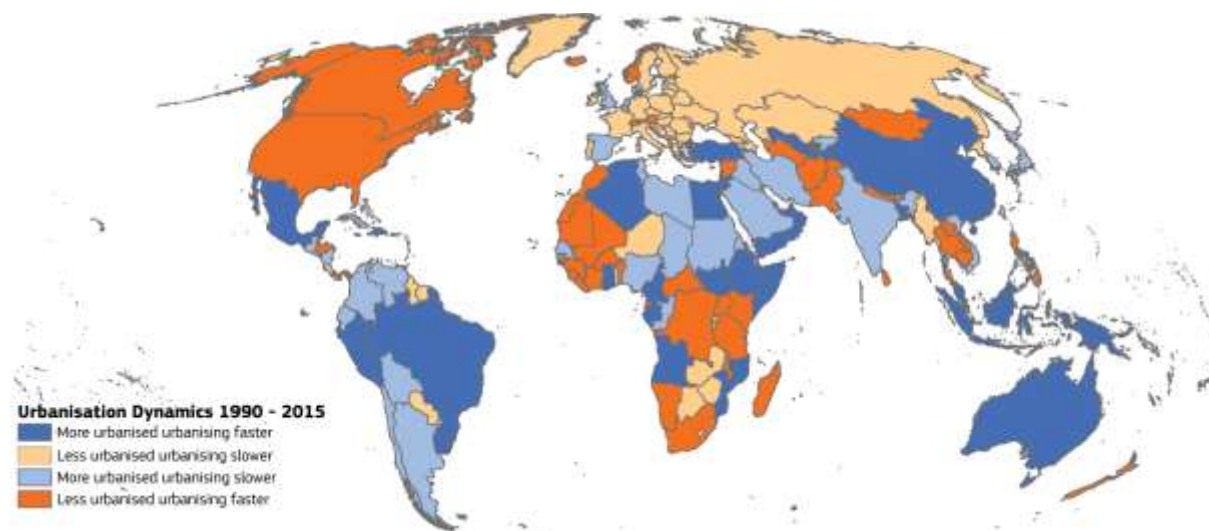 Urbanisation Dynamics 1990 - 2015
More urbanised urbanising faster
Less urbanised urbanising slower
More urbanised urbanising slower
Less urbanised urbanising faster